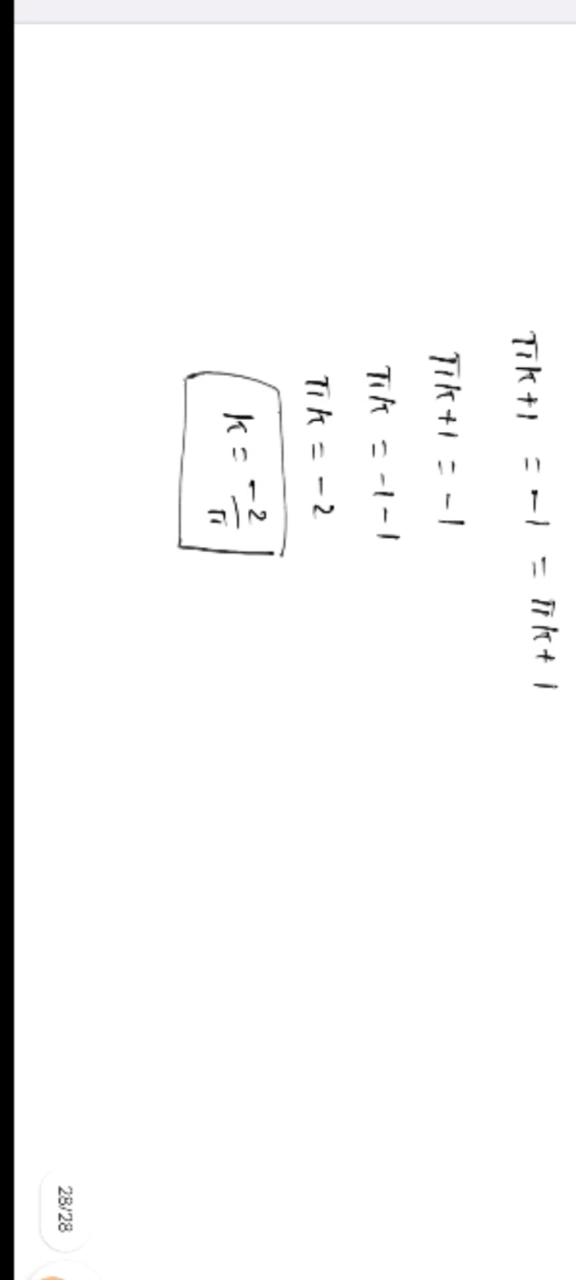 πk+1 = -1 = πk+1
πk+1 = -1
πk = -1-1
πk = -2
k = -2/π
28/28